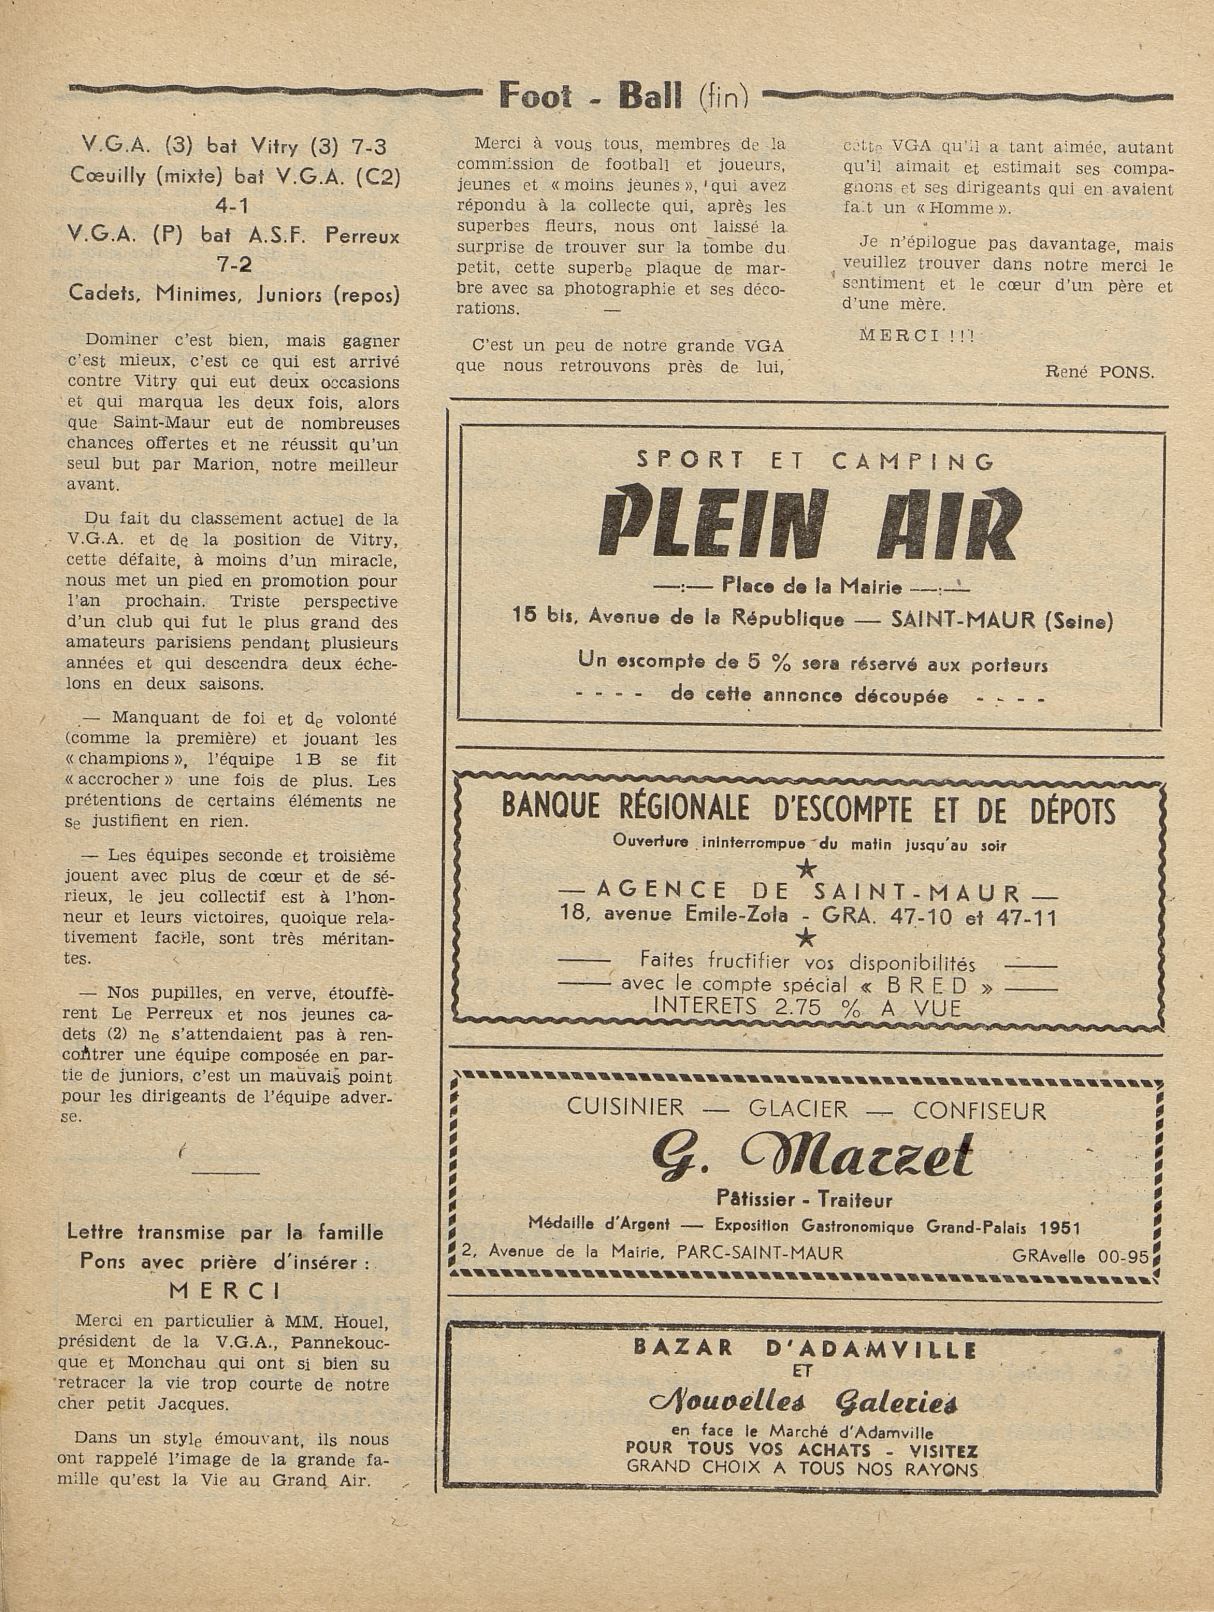 Foot - Ball (fin)
V.G.A. (3) bat Vitry (3) 7-3
Cœuilly (mixte) bat V.G.A. (C2)
4-1
V.G.A. (P) bat A.S.F. Perreux
7-2
Cadets, Minimes, Juniors (repos)
Dominer c'est bien, mais gagner
c'est mieux, c'est ce qui est arrivé
contre Vitry qui eut deux occasions
et qui marqua les deux fois, alors
que Saint-Maur eut de nombreuses
chances offertes et ne réussit qu'un
seul but par Marion, notre meilleur
avant.
Du fait du classement actuel de la
V.G.A. et de la position de Vitry,
cette défaite, à moins d'un miracle,
nous met un pied en promotion pour
l'an prochain. Triste perspective
d'un club qui fut le plus grand des
amateurs parisiens pendant plusieurs
années et qui descendra deux éche-
lons en deux saisons.
— Manquant de foi et de volonté
(comme la première) et jouant les
« champions », l'équipe 1 B se fit
« accrocher » une fois de plus. Les
prétentions de certains éléments ne
se justifient en rien.
— Les équipes seconde et troisième
jouent avec plus de cœur et de sé-
rieux, le jeu collectif est à l'hon-
neur et leurs victoires, quoique rela-
tivement facile, sont très méritan-
tes.
— Nos pupilles, en verve, étouffè-
rent Le Perreux et nos jeunes ca-
dets (2) ne s'attendaient pas à ren-
contrer une équipe composée en par-
tie de juniors, c'est un mauvais point
pour les dirigeants de l'équipe adver-
se.
Lettre transmise par la famille
Pons avec prière d'insérer :
MERCI
Merci en particulier à MM. Houel,
président de la V.G.A., Pannekouc-
que et Monchau qui ont si bien su
retracer la vie trop courte de notre
cher petit Jacques.
Dans un style émouvant, ils nous
ont rappelé l'image de la grande fa-
mille qu'est la Vie au Grand Air.
Merci à vous tous, membres de la
commission de football et joueurs,
jeunes et « moins jeunes », qui avez
répondu à la collecte qui, après les
superbes fleurs, nous ont laissé la
surprise de trouver sur la tombe du
petit, cette superbe plaque de mar-
bre avec sa photographie et ses déco-
rations. —
C'est un peu de notre grande VGA
que nous retrouvons près de lui,
cette VGA qu'il a tant aimée, autant
qu'il aimait et estimait ses compa-
gnons et ses dirigeants qui en avaient
fait un « Homme ».
Je n'épilogue pas davantage, mais
veuillez trouver dans notre merci le
sentiment et le cœur d'un père et
d'une mère.
MERCI !!!
René PONS.
SPORT ET CAMPING
PLEIN AIR
—:— Place de la Mairie —:—
15 bis, Avenue de la République — SAINT-MAUR (Seine)
Un escompte de 5 % sera réservé aux porteurs
- - - - de cette annonce découpée - - - -
BANQUE RÉGIONALE D'ESCOMPTE ET DE DÉPOTS
Ouverture ininterrompue du matin jusqu'au soir
★
— AGENCE DE SAINT-MAUR —
18, avenue Emile-Zola - GRA. 47-10 et 47-11
★
—— Faites fructifier vos disponibilités ——
—— avec le compte spécial « BRED » ——
INTERETS 2.75 % A VUE
CUISINIER — GLACIER — CONFISEUR
G. Marzet
Pâtissier - Traiteur
Médaille d'Argent — Exposition Gastronomique Grand-Palais 1951
2, Avenue de la Mairie, PARC-SAINT-MAUR GRAvelle 00-95
BAZAR D'ADAMVILLE
ET
Nouvelles Galeries
en face le Marché d'Adamville
POUR TOUS VOS ACHATS - VISITEZ
GRAND CHOIX A TOUS NOS RAYONS